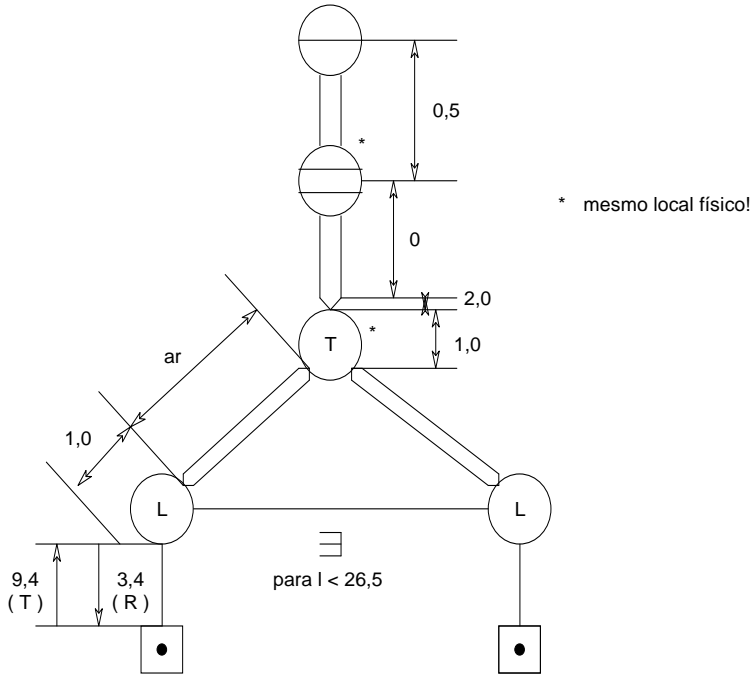 0,5
*
* mesmo local físico!
0
2,0
T
*
1,0
ar
1,0
L
L
9,4
( T )
3,4
( R )
para l < 26,5